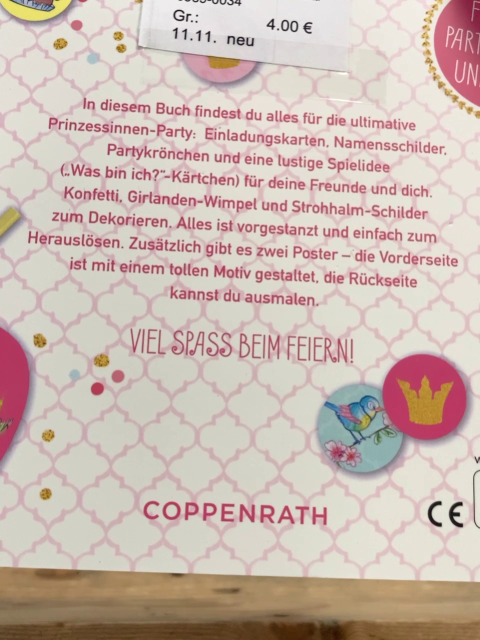 Gr.:
4.00 €
11.11. neu
PART
UN
In diesem Buch findest du alles für die ultimative
Prinzessinnen-Party: Einladungskarten, Namensschilder,
Partykrönchen und eine lustige Spielidee
(„Was bin ich?"-Kärtchen) für deine Freunde und dich.
Konfetti, Girlanden-Wimpel und Strohhalm-Schilder
zum Dekorieren. Alles ist vorgestanzt und einfach zum
Herauslösen. Zusätzlich gibt es zwei Poster – die Vorderseite
ist mit einem tollen Motiv gestaltet, die Rückseite
kannst du ausmalen.
VIEL SPASS BEIM FEIERN!
COPPENRATH
CE